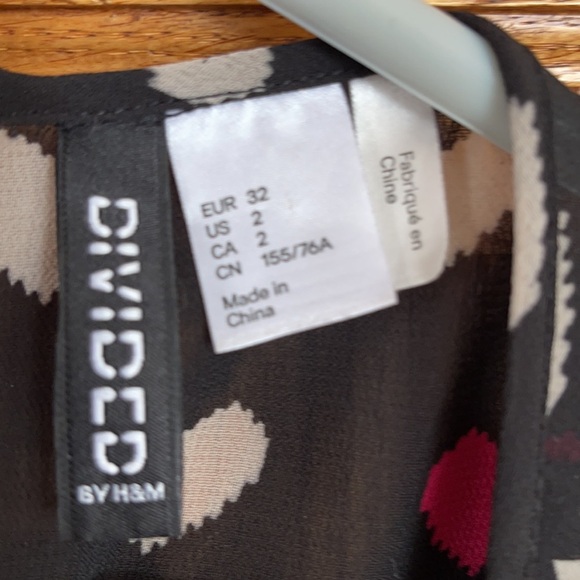 DIVIDED
BY H&M
EUR 32
US 2
CA 2
CN 155/76A
Made in
China
Fabriqué en
Chine